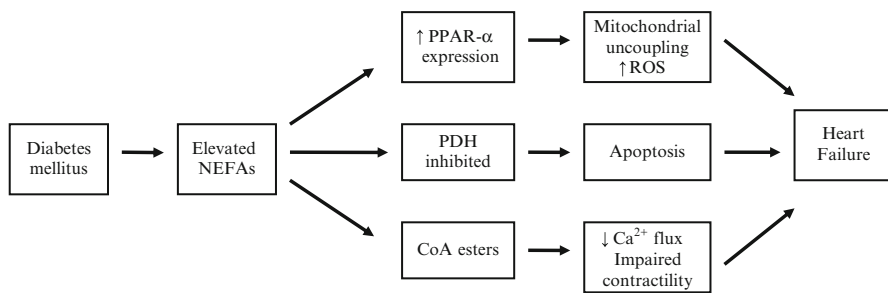 Diabetes
mellitus
Elevated
NEFAs
↑ PPAR-α
expression
Mitochondrial
uncoupling
↑ ROS
PDH
inhibited
Apoptosis
CoA esters
↓ Ca²⁺ flux
Impaired
contractility
Heart
Failure